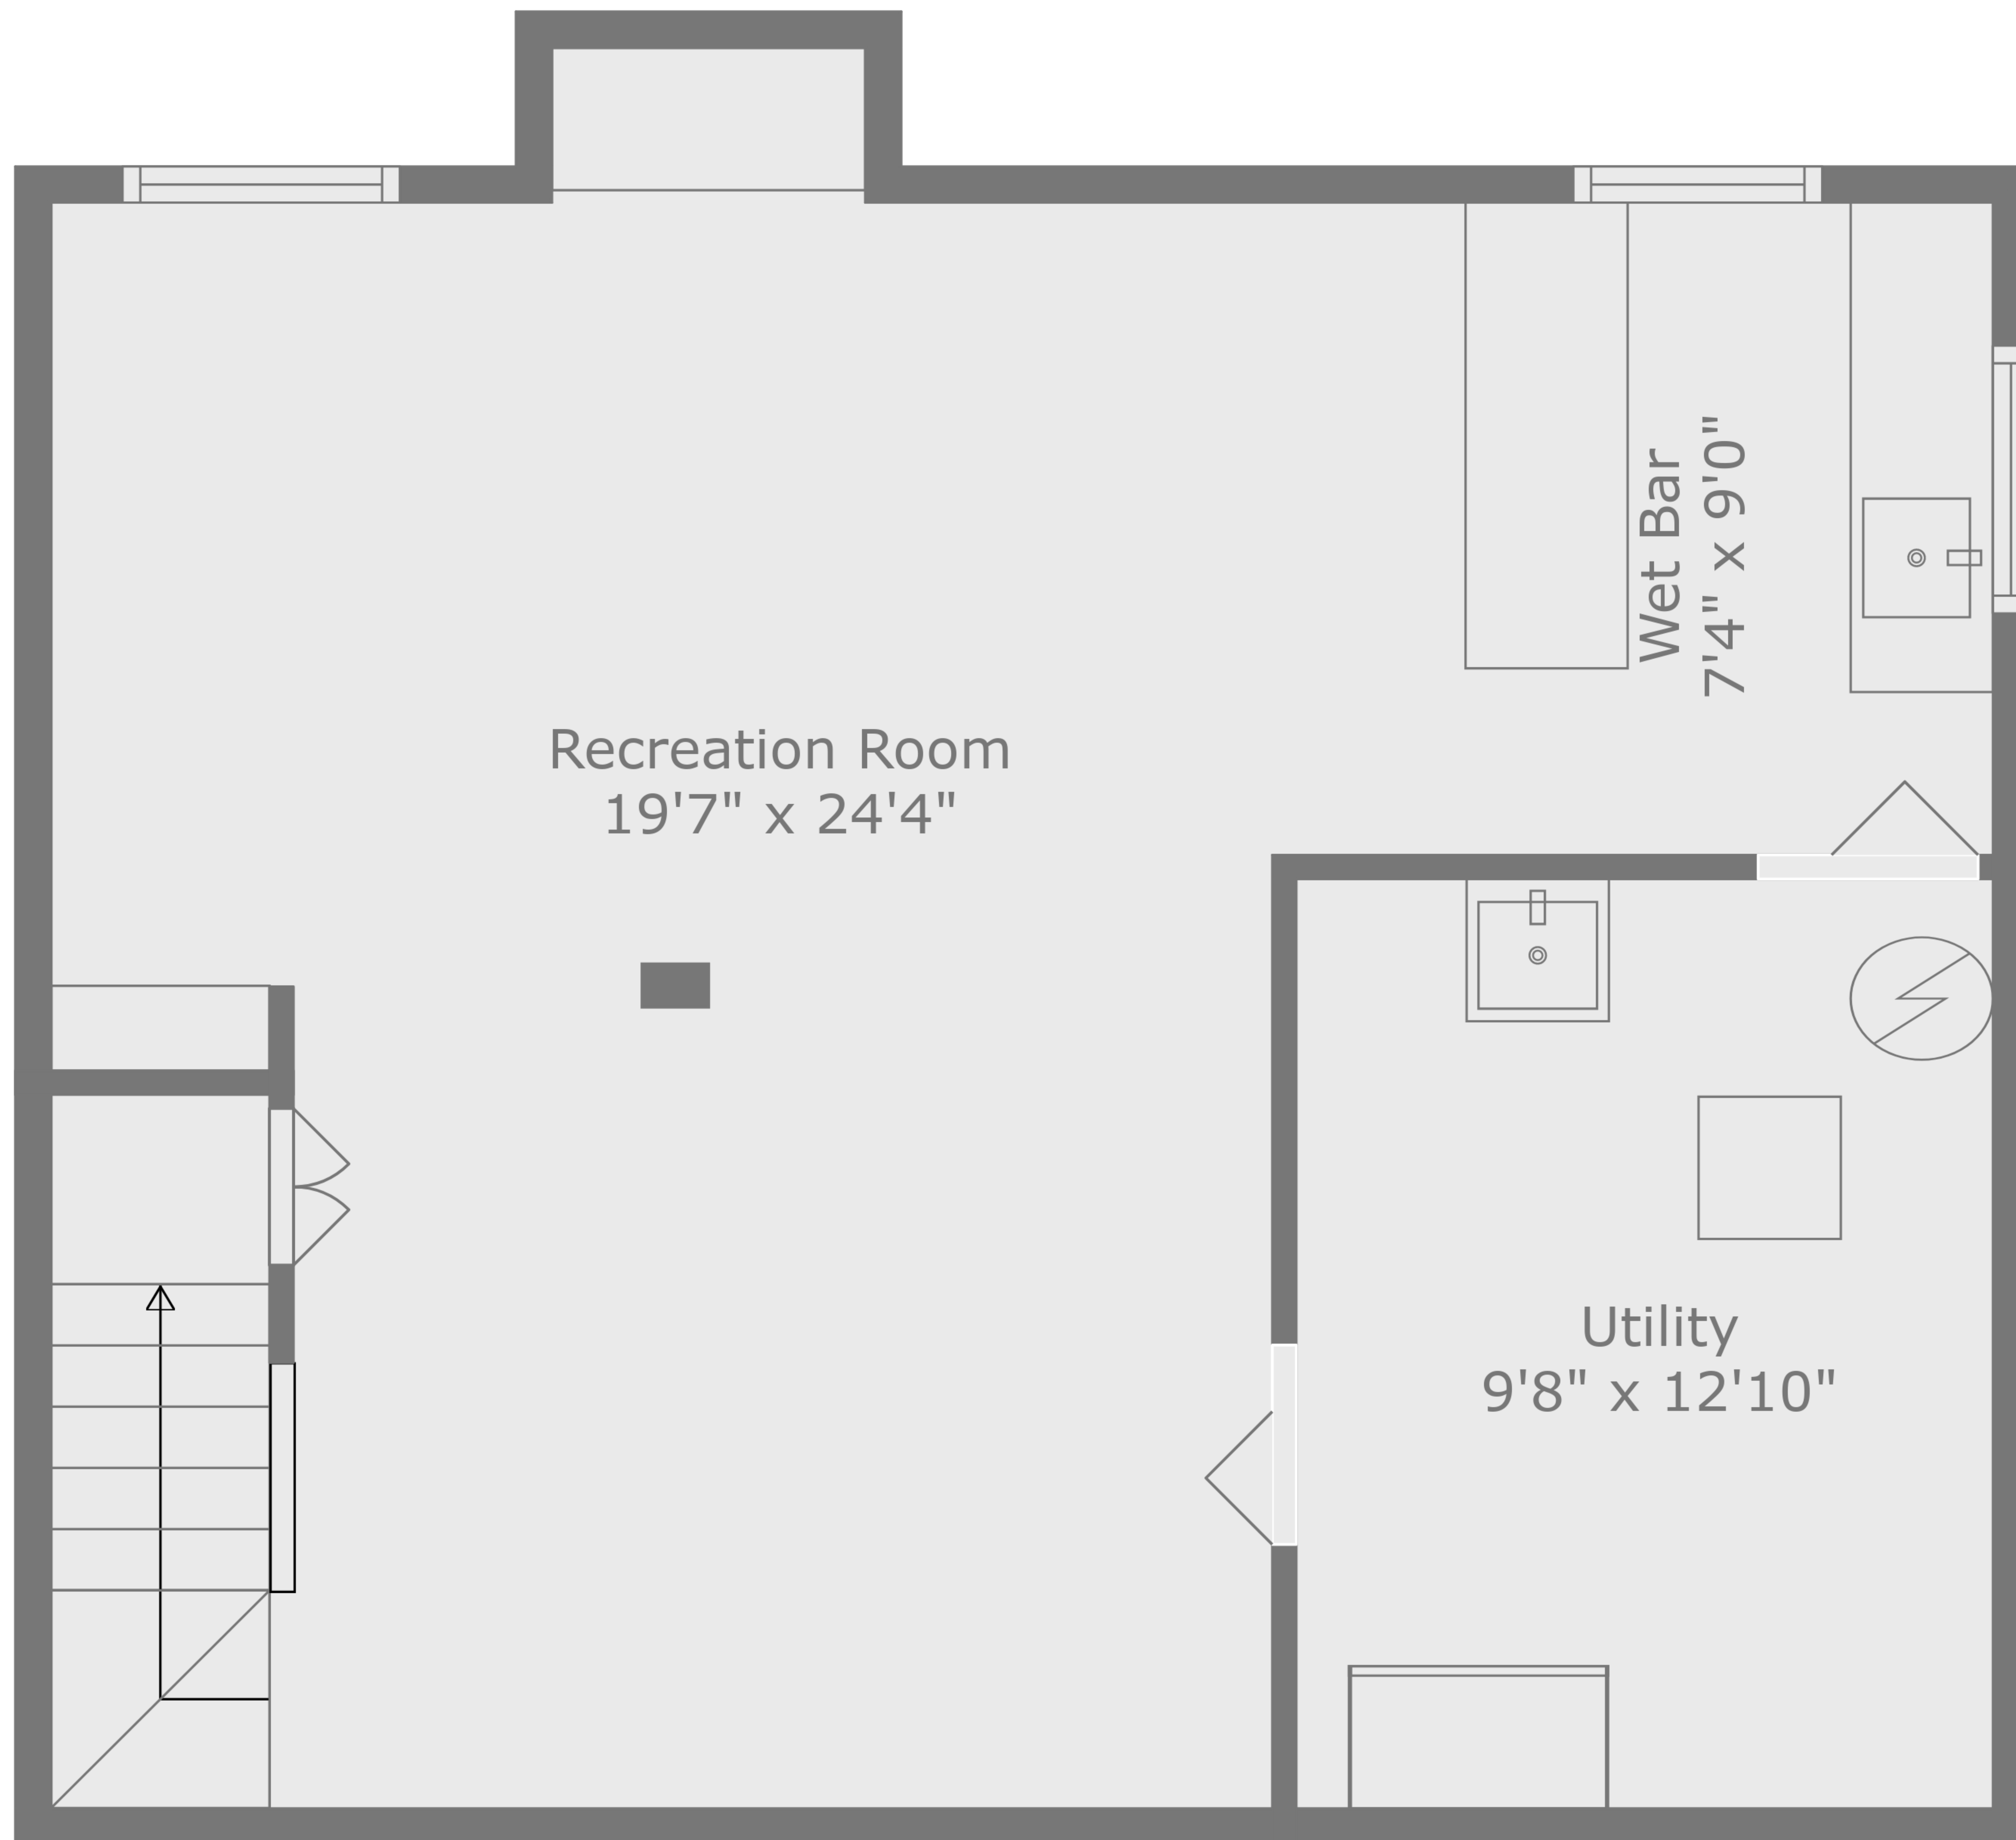 Wet Bar
7'4" x 9'0"
Recreation Room
19'7" x 24'4"
Utility
9'8" x 12'10"